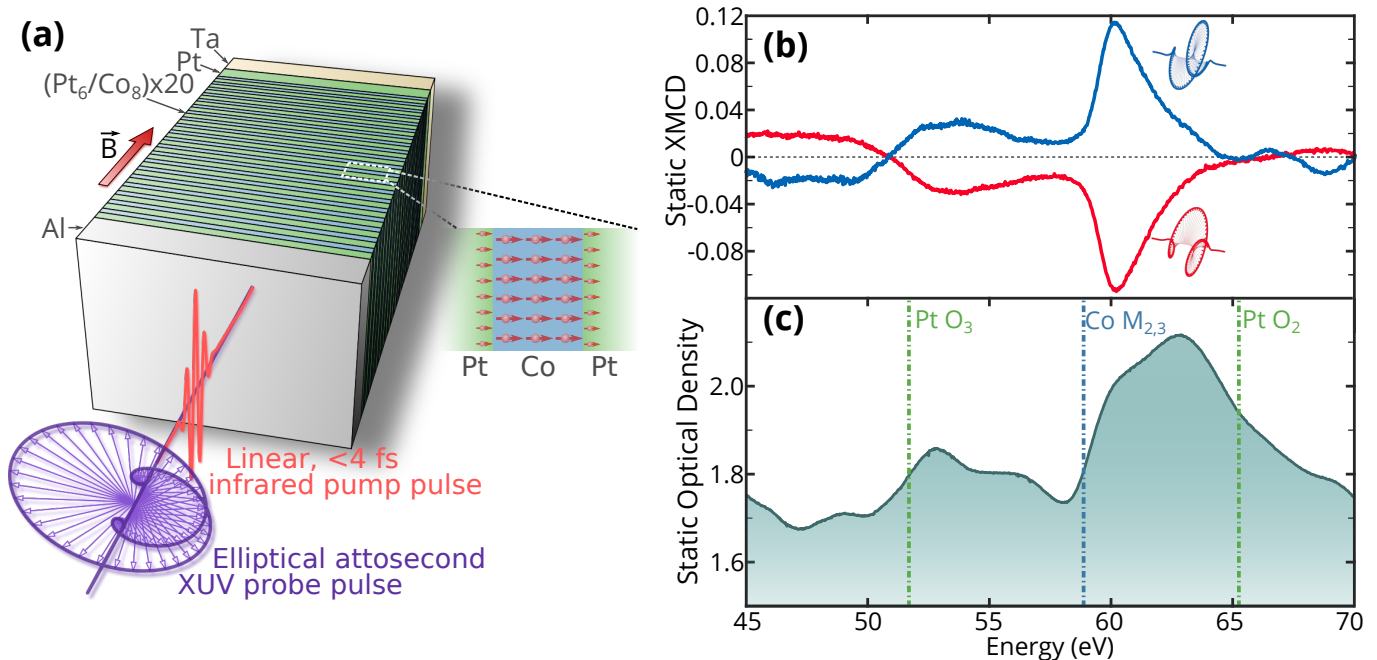 (a)
Ta
Pt
(Pt₆/Co₈)x20
B
Al
Pt Co Pt
Linear, <4 fs
infrared pump pulse
Elliptical attosecond
XUV probe pulse
(b)
Static XMCD
0.12
0.08
0.04
0
-0.04
-0.08
(c)
Pt O₃
Co M₂,₃
Pt O₂
Static Optical Density
2.0
1.8
1.6
45 50 55 60 65 70
Energy (eV)